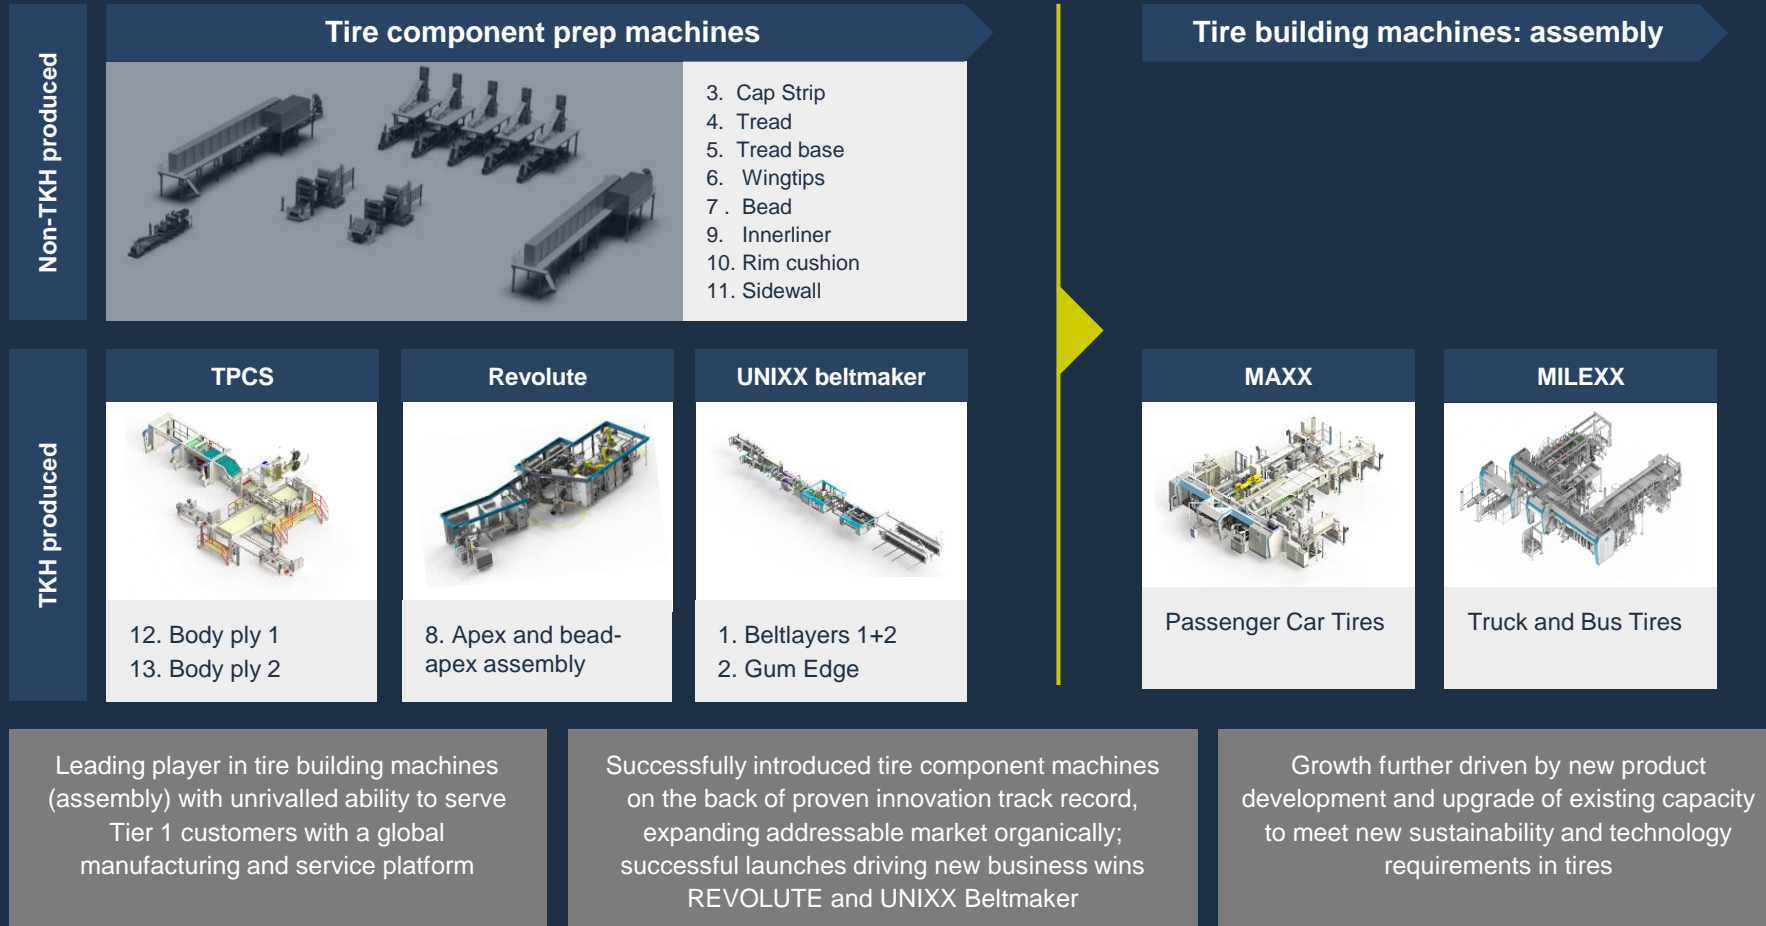 Tire component prep machines
Tire building machines: assembly
Non-TKH produced
3. Cap Strip
4. Tread
5. Tread base
6. Wingtips
7 . Bead
9. Innerliner
10. Rim cushion
11. Sidewall
TKH produced
TPCS
Revolute
UNIXX beltmaker
MAXX
MILEXX
12. Body ply 1
13. Body ply 2
8. Apex and bead-
apex assembly
1. Beltlayers 1+2
2. Gum Edge
Passenger Car Tires
Truck and Bus Tires
Leading player in tire building machines
(assembly) with unrivalled ability to serve
Tier 1 customers with a global
manufacturing and service platform
Successfully introduced tire component machines
on the back of proven innovation track record,
expanding addressable market organically;
successful launches driving new business wins
REVOLUTE and UNIXX Beltmaker
Growth further driven by new product
development and upgrade of existing capacity
to meet new sustainability and technology
requirements in tires